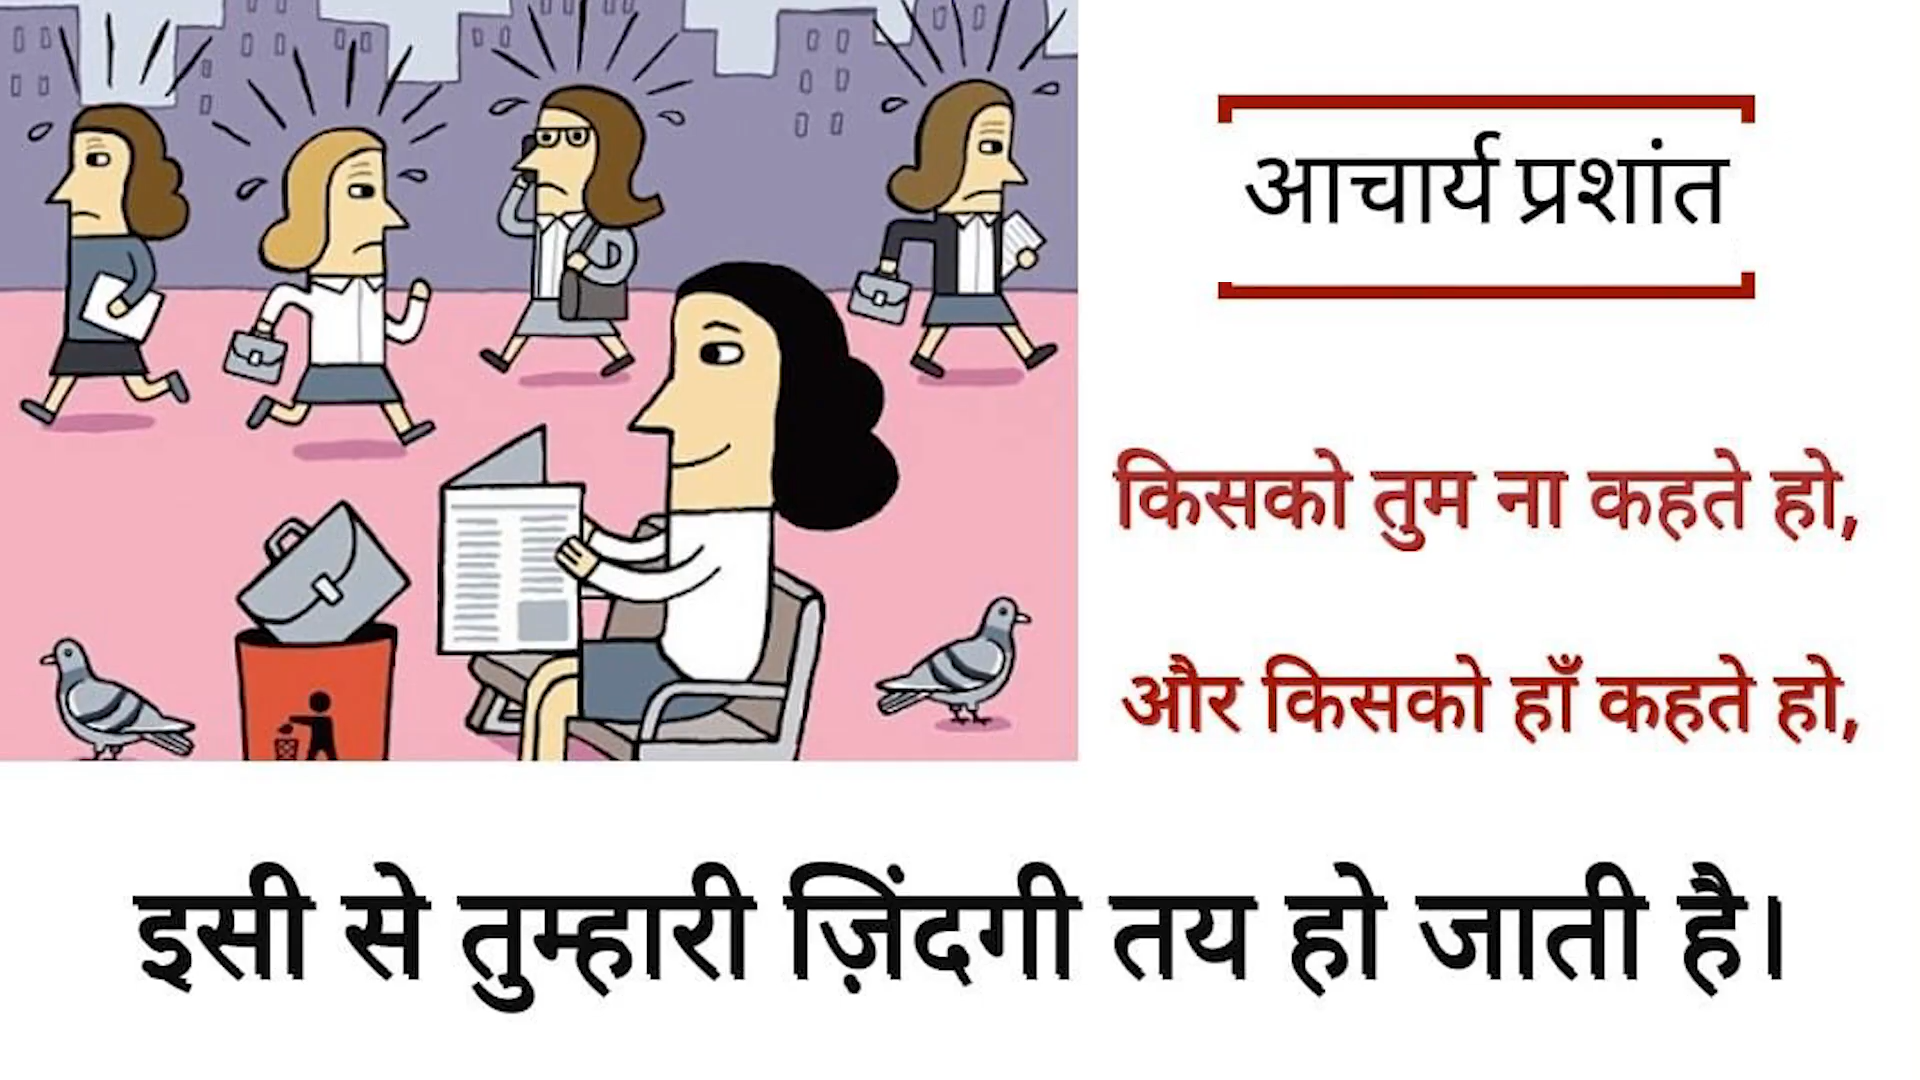 आचार्य प्रशांत
किसको तुम ना कहते हो,
और किसको हाँ कहते हो,
इसी से तुम्हारी ज़िंदगी तय हो जाती है।